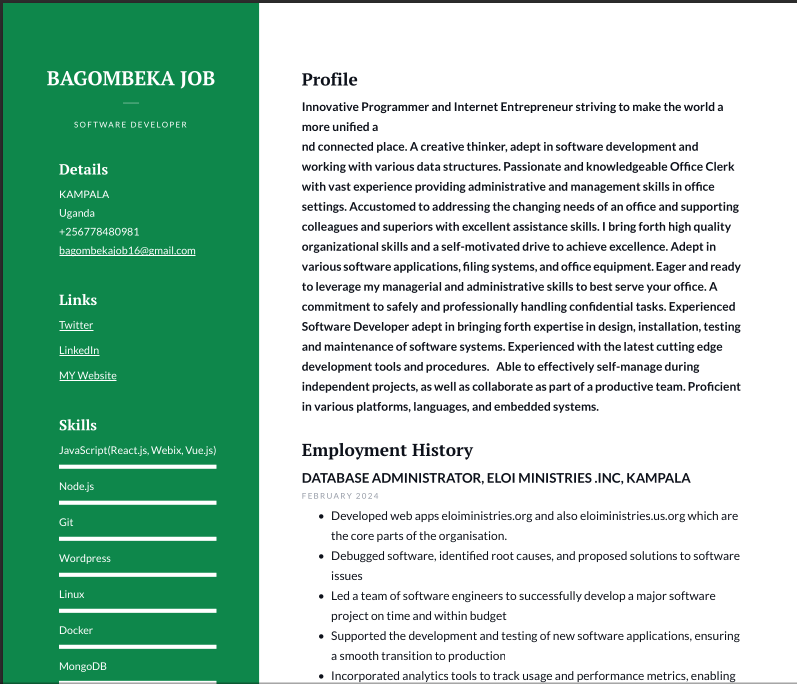 BAGOMBEKA JOB
SOFTWARE DEVELOPER
Details
KAMPALA
Uganda
+256778480981
bagombekajob16@gmail.com
Links
Twitter
LinkedIn
MY Website
Skills
JavaScript(React.js, Webix, Vue.js)
Node.js
Git
Wordpress
Linux
Docker
MongoDB
Profile
Innovative Programmer and Internet Entrepreneur striving to make the world a
more unified a
nd connected place. A creative thinker, adept in software development and
working with various data structures. Passionate and knowledgeable Office Clerk
with vast experience providing administrative and management skills in office
settings. Accustomed to addressing the changing needs of an office and supporting
colleagues and superiors with excellent assistance skills. I bring forth high quality
organizational skills and a self-motivated drive to achieve excellence. Adept in
various software applications, filing systems, and office equipment. Eager and ready
to leverage my managerial and administrative skills to best serve your office. A
commitment to safely and professionally handling confidential tasks. Experienced
Software Developer adept in bringing forth expertise in design, installation, testing
and maintenance of software systems. Experienced with the latest cutting edge
development tools and procedures.   Able to effectively self-manage during
independent projects, as well as collaborate as part of a productive team. Proficient
in various platforms, languages, and embedded systems.
Employment History
DATABASE ADMINISTRATOR, ELOI MINISTRIES .INC, KAMPALA
FEBRUARY 2024
• Developed web apps eloiministries.org and also eloiministries.us.org which are
the core parts of the organisation.
• Debugged software, identified root causes, and proposed solutions to software
issues
• Led a team of software engineers to successfully develop a major software
project on time and within budget
• Supported the development and testing of new software applications, ensuring
a smooth transition to production
• Incorporated analytics tools to track usage and performance metrics, enabling